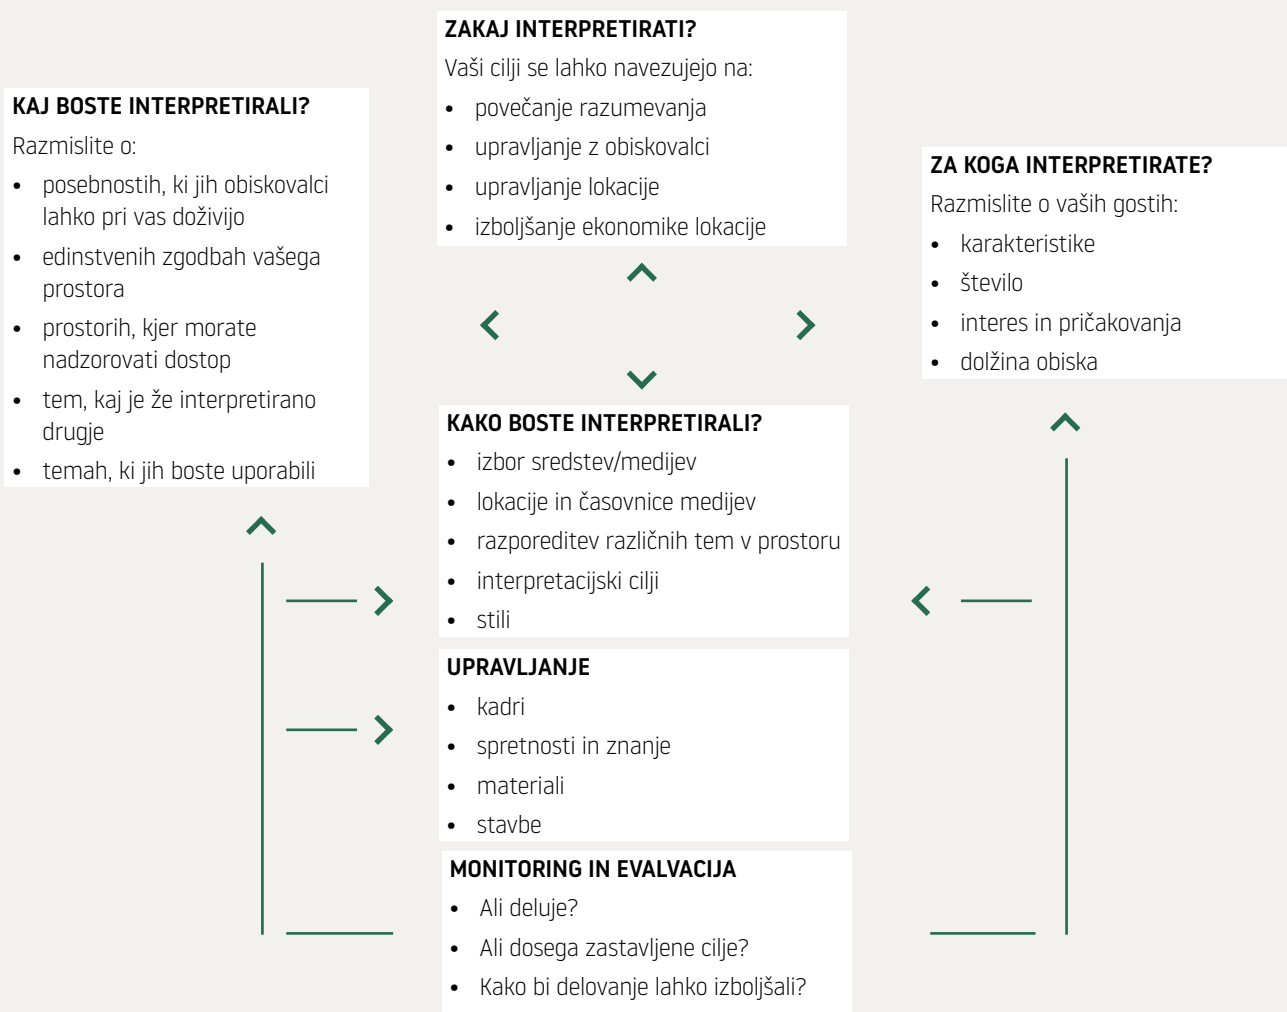 ZAKAJ INTERPRETIRATI?
Vaši cilji se lahko navezujejo na:
• povečanje razumevanja
• upravljanje z obiskovalci
• upravljanje lokacije
• izboljšanje ekonomike lokacije
KAJ BOSTE INTERPRETIRALI?
Razmislite o:
• posebnostih, ki jih obiskovalci
lahko pri vas doživijo
• edinstvenih zgodbah vašega
prostora
• prostorih, kjer morate
nadzorovati dostop
• tem, kaj je že interpretirano
drugje
• temah, ki jih boste uporabili
ZA KOGA INTERPRETIRATE?
Razmislite o vaših gostih:
• karakteristike
• število
• interes in pričakovanja
• dolžina obiska
KAKO BOSTE INTERPRETIRALI?
• izbor sredstev/medijev
• lokacije in časovnice medijev
• razporeditev različnih tem v prostoru
• interpretacijski cilji
• stili
UPRAVLJANJE
• kadri
• spretnosti in znanje
• materiali
• stavbe
MONITORING IN EVALVACIJA
• Ali deluje?
• Ali dosega zastavljene cilje?
• Kako bi delovanje lahko izboljšali?